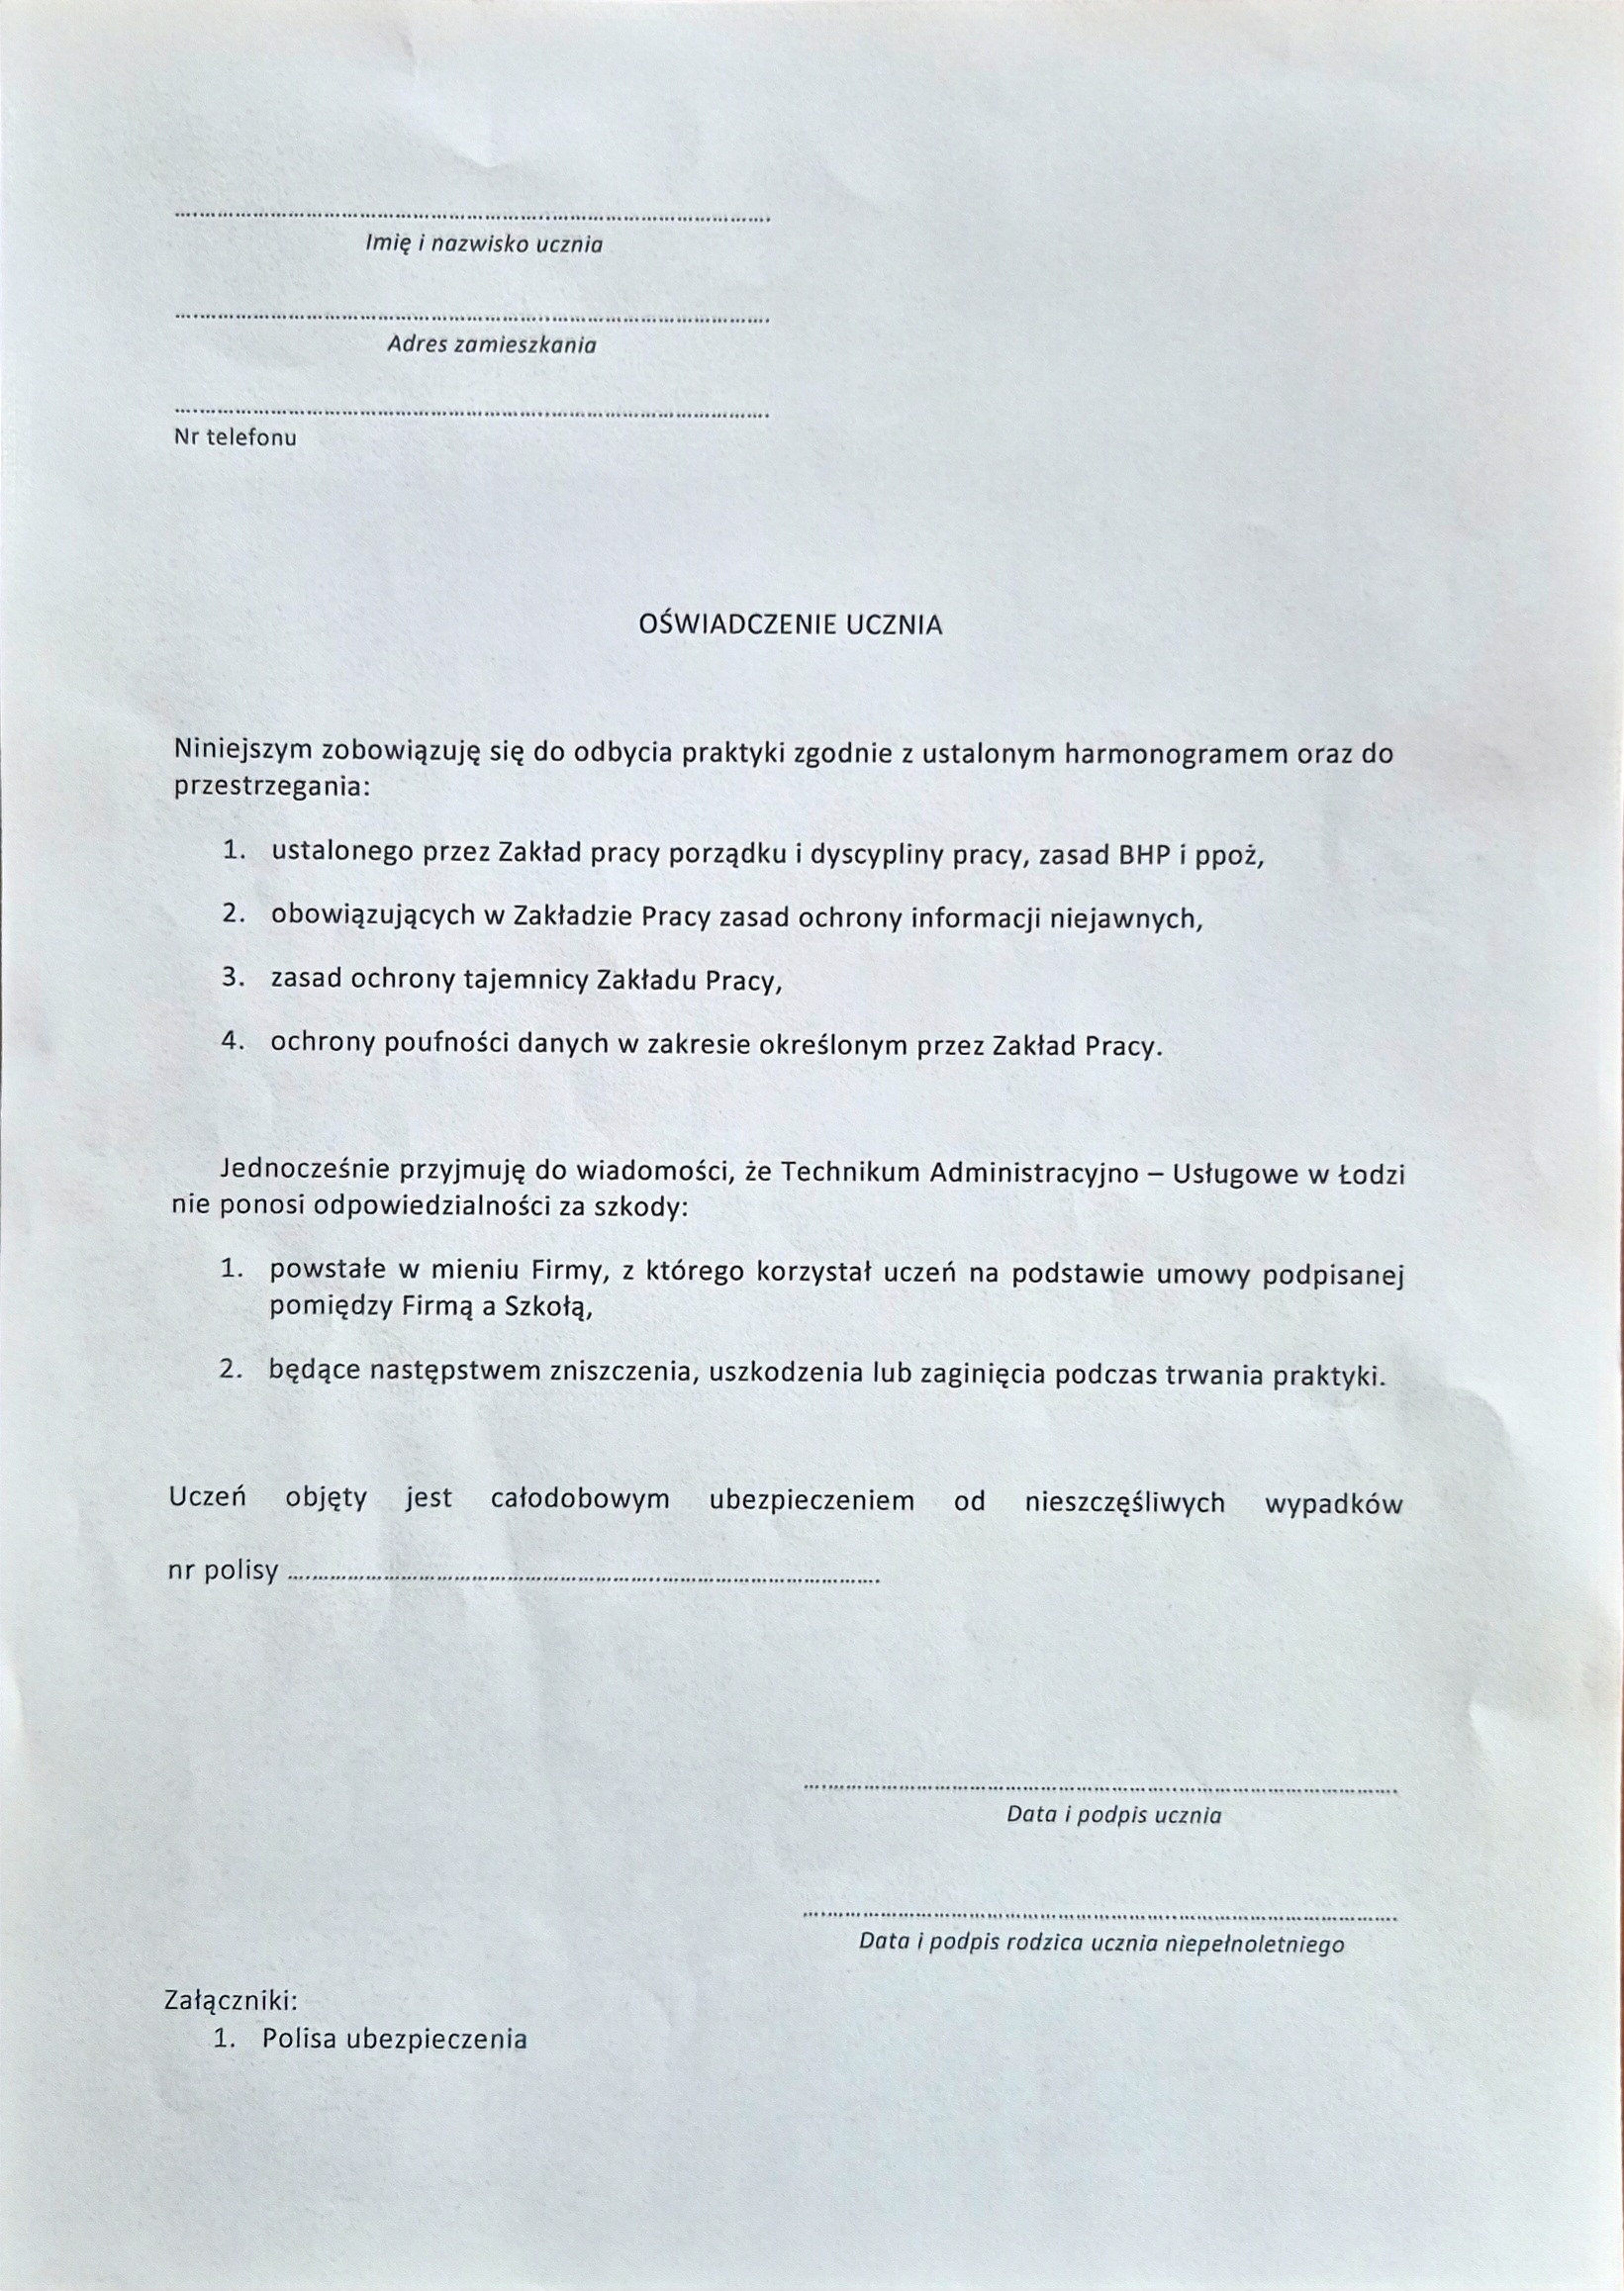 ................................................................................
Imię i nazwisko ucznia
................................................................................
Adres zamieszkania
................................................................................
Nr telefonu
OŚWIADCZENIE UCZNIA
Niniejszym zobowiązuję się do odbycia praktyki zgodnie z ustalonym harmonogramem oraz do
przestrzegania:
1. ustalonego przez Zakład pracy porządku i dyscypliny pracy, zasad BHP i ppoż,
2. obowiązujących w Zakładzie Pracy zasad ochrony informacji niejawnych,
3. zasad ochrony tajemnicy Zakładu Pracy,
4. ochrony poufności danych w zakresie określonym przez Zakład Pracy.
Jednocześnie przyjmuję do wiadomości, że Technikum Administracyjno – Usługowe w Łodzi
nie ponosi odpowiedzialności za szkody:
1. powstałe w mieniu Firmy, z którego korzystał uczeń na podstawie umowy podpisanej
pomiędzy Firmą a Szkołą,
2. będące następstwem zniszczenia, uszkodzenia lub zaginięcia podczas trwania praktyki.
Uczeń objęty jest całodobowym ubezpieczeniem od nieszczęśliwych wypadków
nr polisy ................................................................................
................................................................................
Data i podpis ucznia
................................................................................
Data i podpis rodzica ucznia niepełnoletniego
Załączniki:
1. Polisa ubezpieczenia